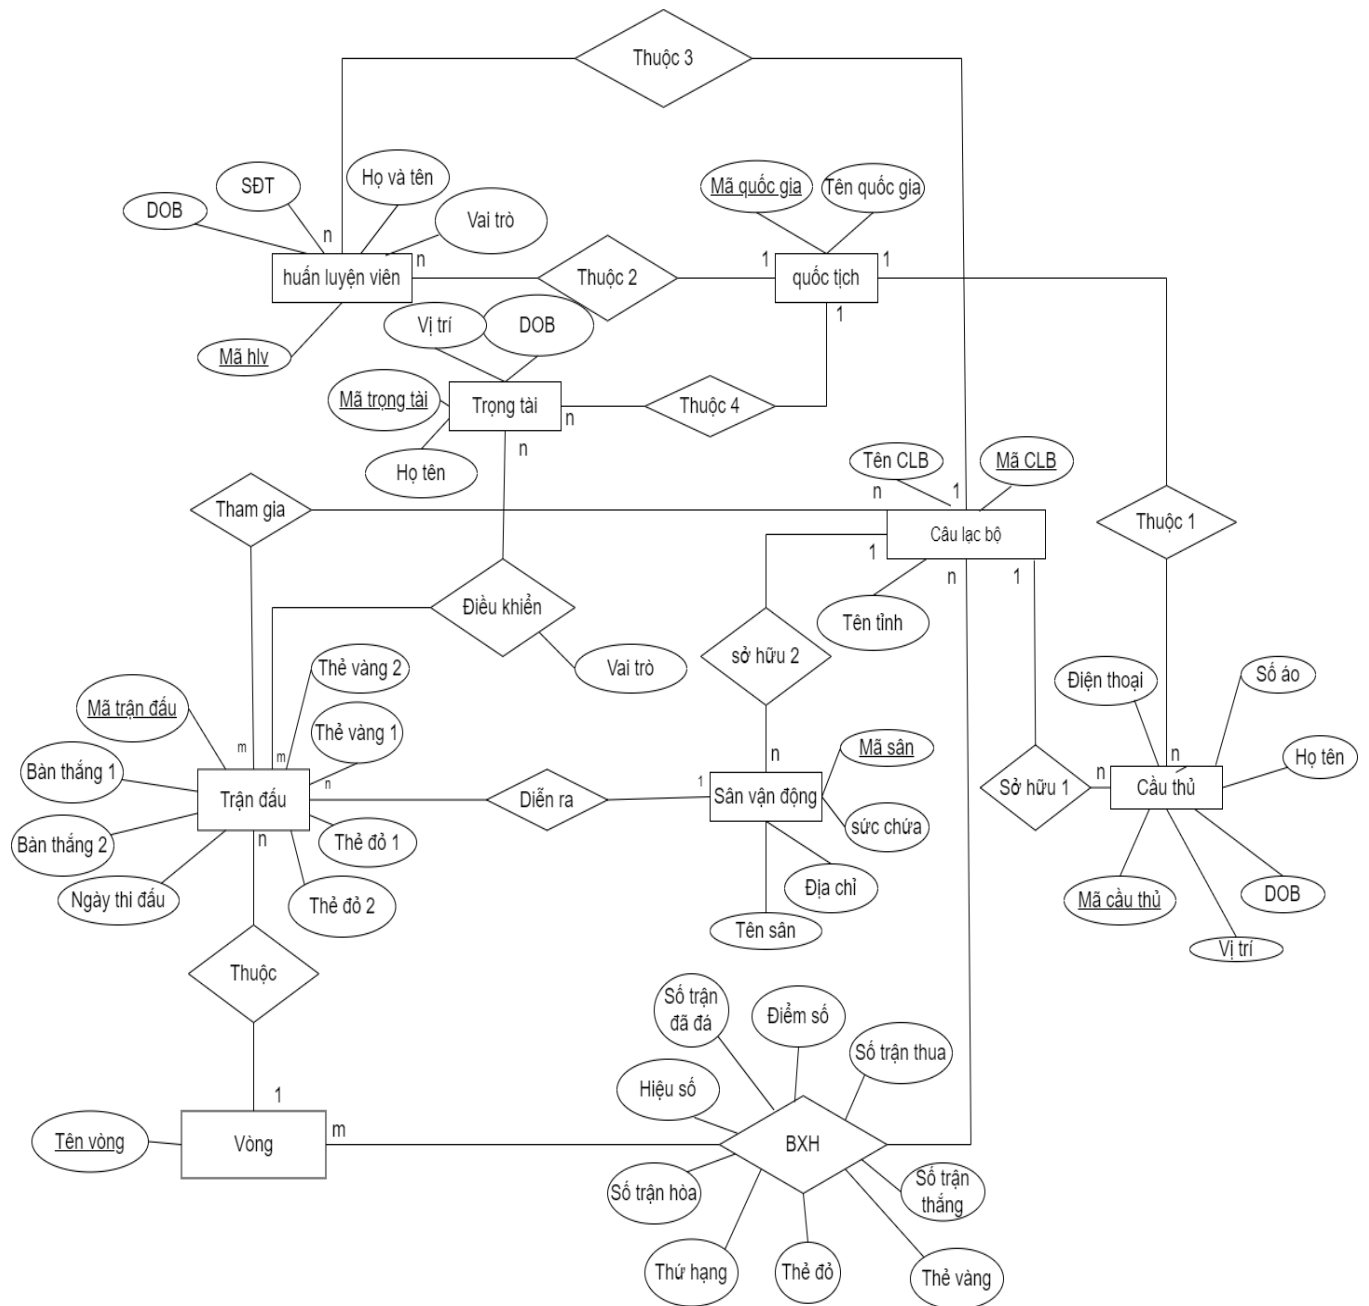 Thuộc 3
Họ và tên
SĐT
Mã quốc gia
Tên quốc gia
DOB
Vai trò
n
n
1
1
huấn luyện viên
Thuộc 2
quốc tịch
1
Vị trí
DOB
Mã hlv
Mã trọng tài
Trọng tài
n
Thuộc 4
n
Họ tên
Tên CLB
Mã CLB
n
1
Tham gia
Thuộc 1
Câu lạc bộ
1
n
1
Điều khiển
Tên tỉnh
sở hữu 2
Vai trò
Thẻ vàng 2
Điện thoại
Số áo
Mã trận đấu
Thẻ vàng 1
m
m
n
Mã sân
n
Họ tên
Bàn thắng 1
n
1
n
Trận đấu
Diễn ra
Sân vận động
Sở hữu 1
Cầu thủ
sức chứa
Bàn thắng 2
n
Thẻ đỏ 1
Địa chỉ
Ngày thi đấu
Thẻ đỏ 2
Mã cầu thủ
DOB
Tên sân
Vị trí
Thuộc
Số trận
đã đá
Điểm số
Số trận thua
Hiệu số
1
m
Tên vòng
Vòng
BXH
Số trận hòa
Số trận
thắng
Thứ hạng
Thẻ đỏ
Thẻ vàng